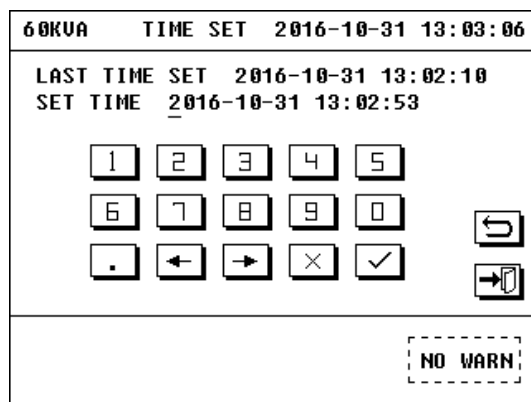 60KVA TIME SET 2016-10-31 13:03:06
LAST TIME SET 2016-10-31 13:02:10
SET TIME 2016-10-31 13:02:53
1 2 3 4 5
6 7 8 9 0
.
NO WARN